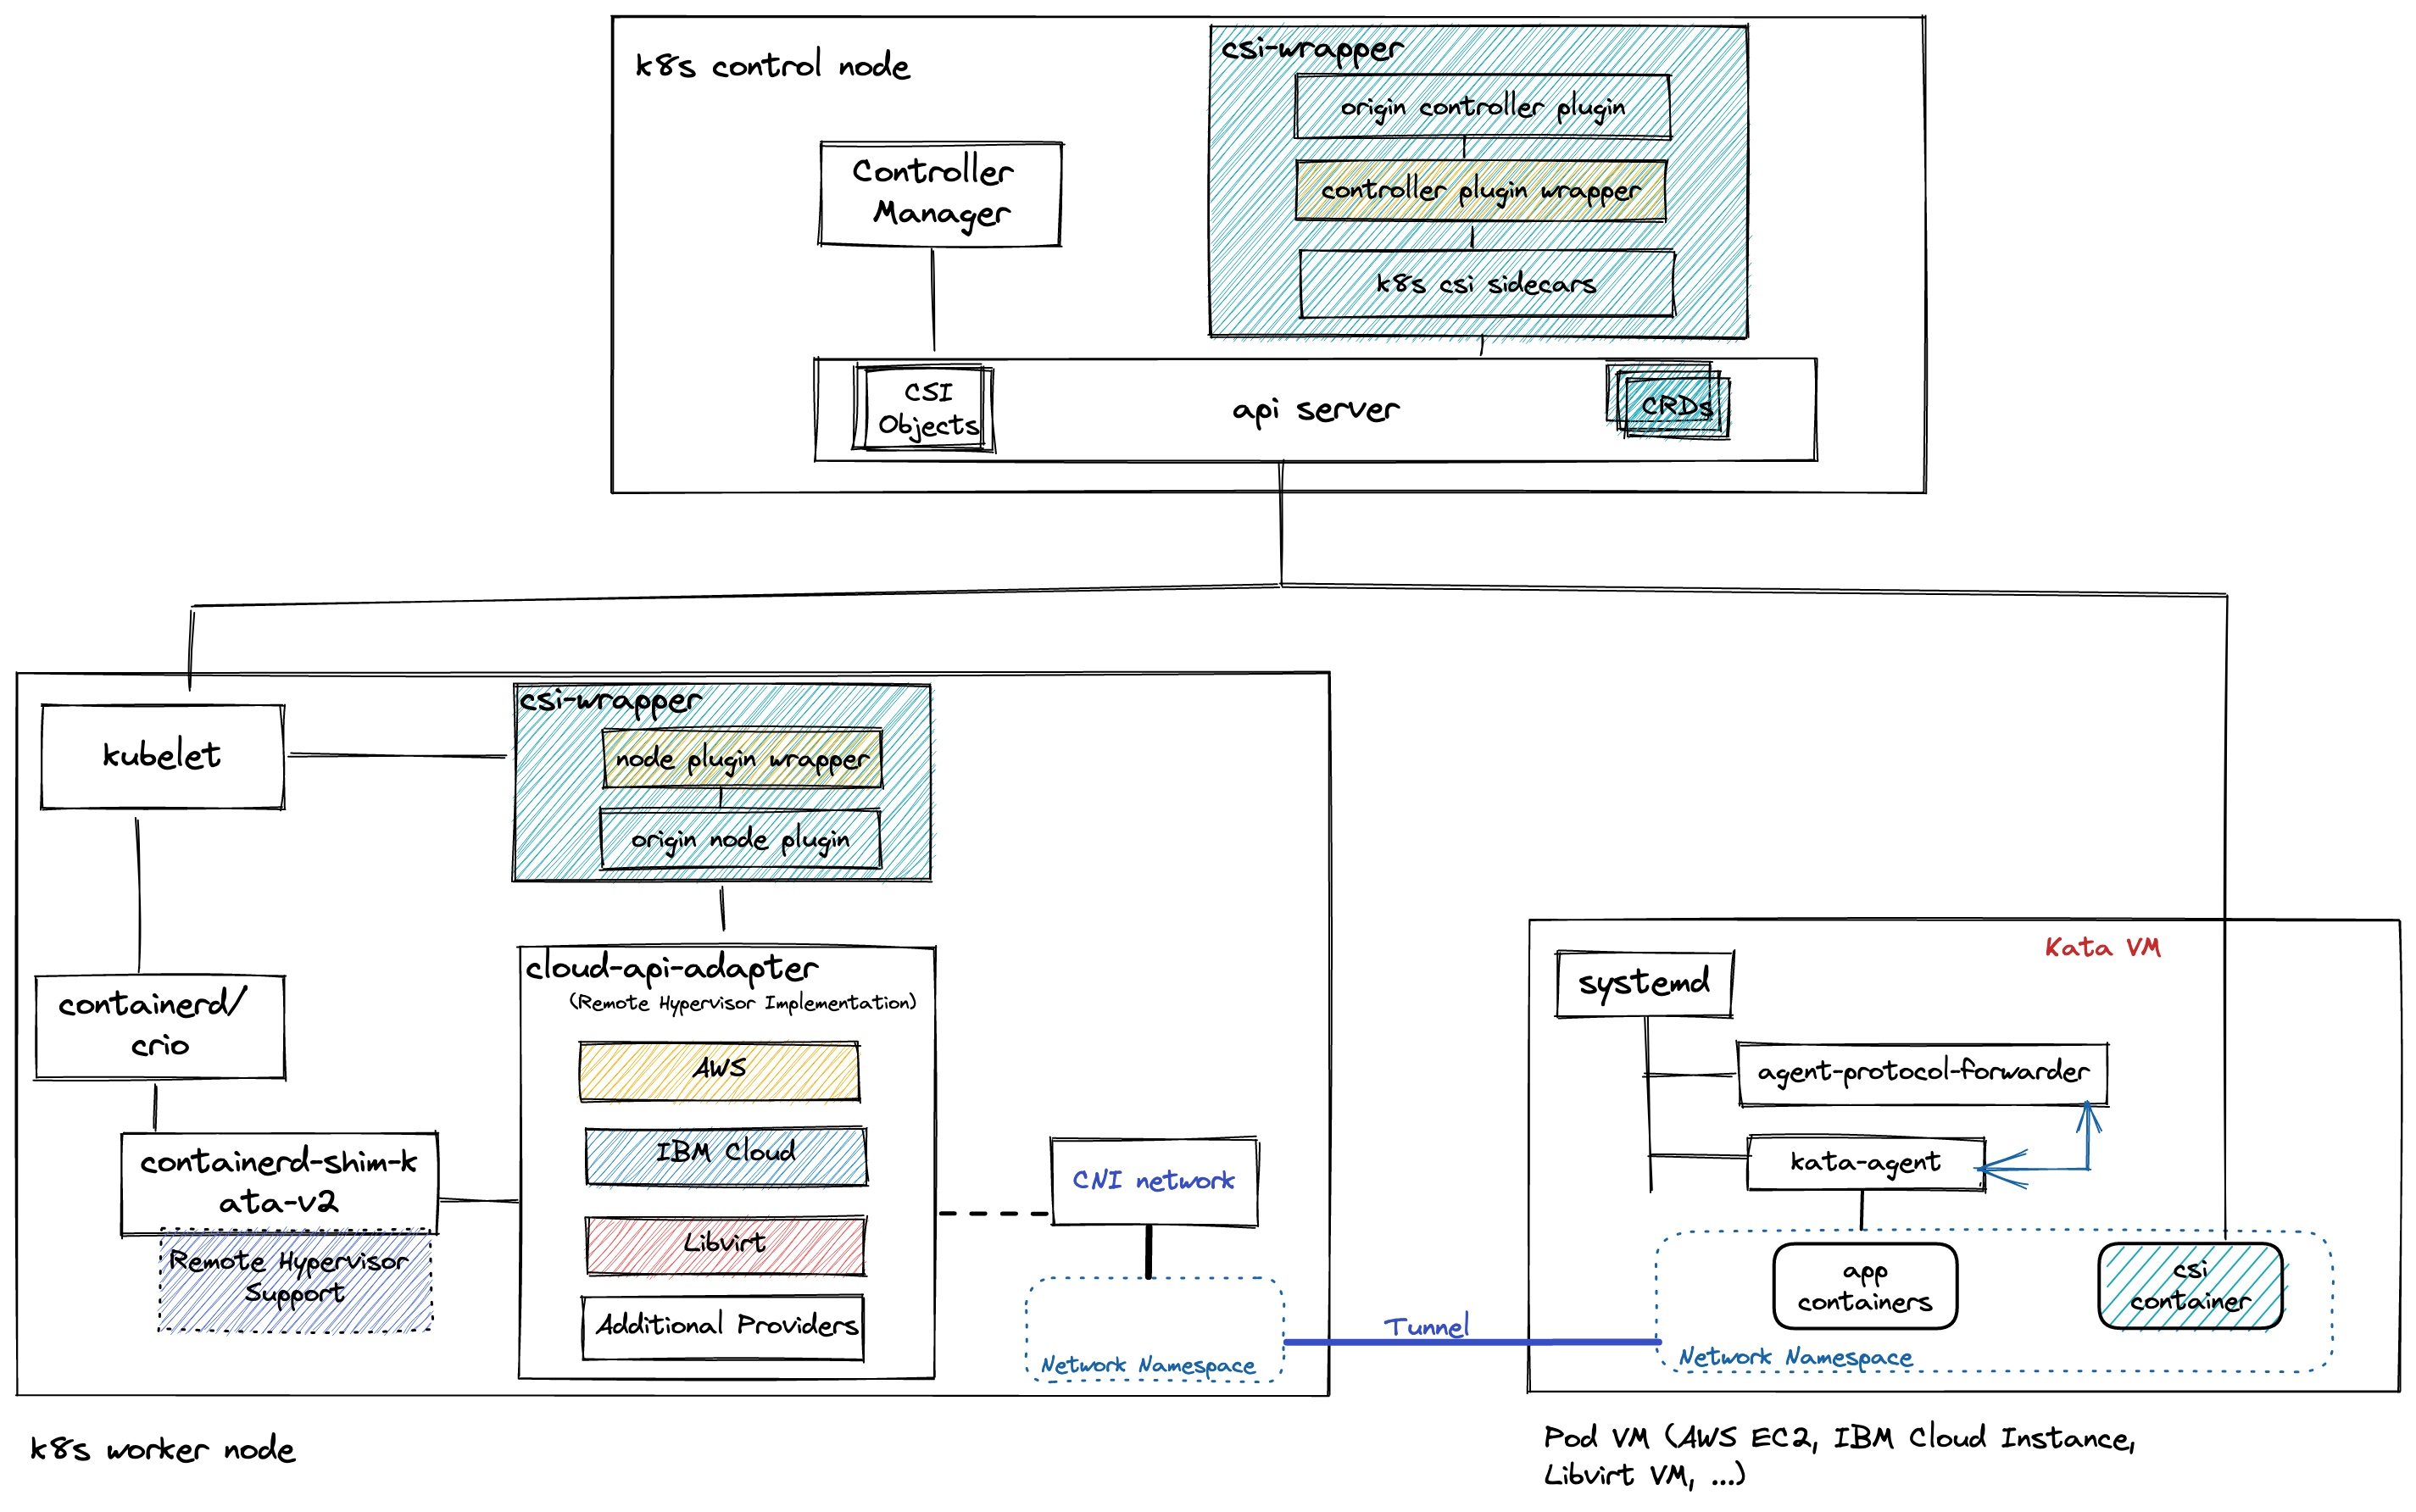 k8s control node
csi-wrapper
origin controller plugin
controller plugin wrapper
k8s csi sidecars
Controller
Manager
CSI
Objects
api server
CRDs
kubelet
csi-wrapper
node plugin wrapper
origin node plugin
containerd/
crio
containerd-shim-k
ata-v2
Remote Hypervisor
Support
cloud-api-adapter
(Remote Hypervisor Implementation)
AWS
IBM Cloud
Libvirt
Additional Providers
CNI network
Network Namespace
Tunnel
Kata VM
systemd
agent-protocol-forwarder
kata-agent
app
containers
csi
container
Network Namespace
k8s worker node
Pod VM (AWS EC2, IBM Cloud Instance,
Libvirt VM, ...)